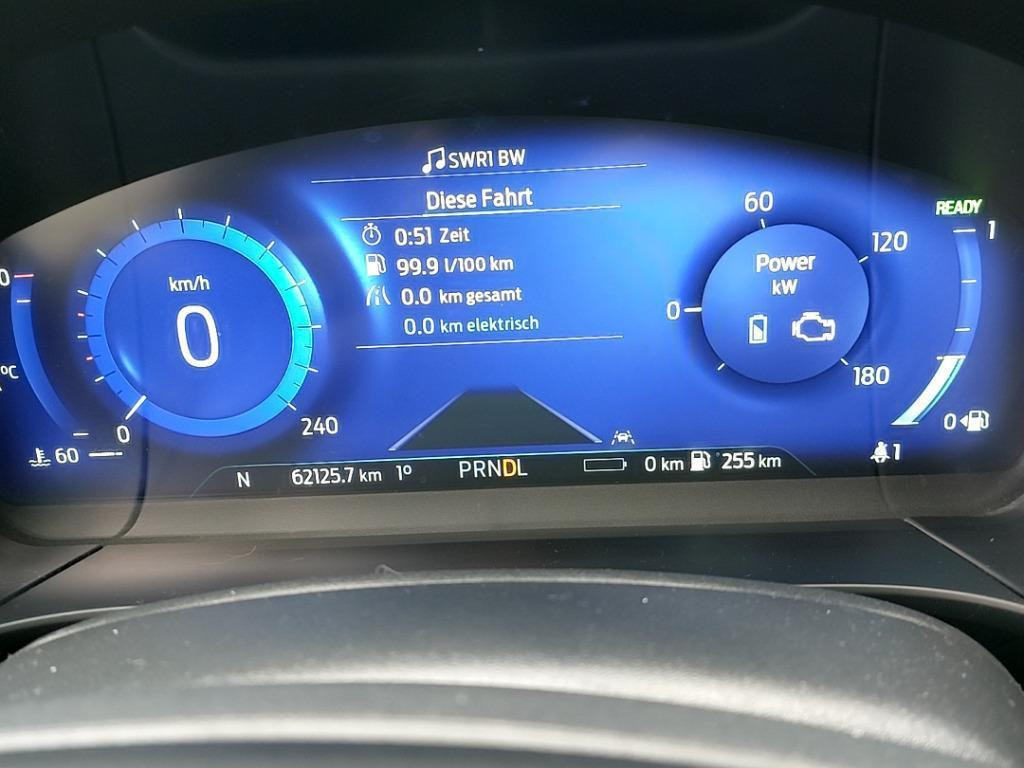 SWR1 BW
Diese Fahrt
0:51 Zeit
99.9 l/100 km
0.0 km gesamt
0.0 km elektrisch
km/h
0
0
240
0
°C
60
60
120
180
0
Power
kW
READY
1
0
1
N
62125.7 km
1°
PRNDL
0 km
255 km